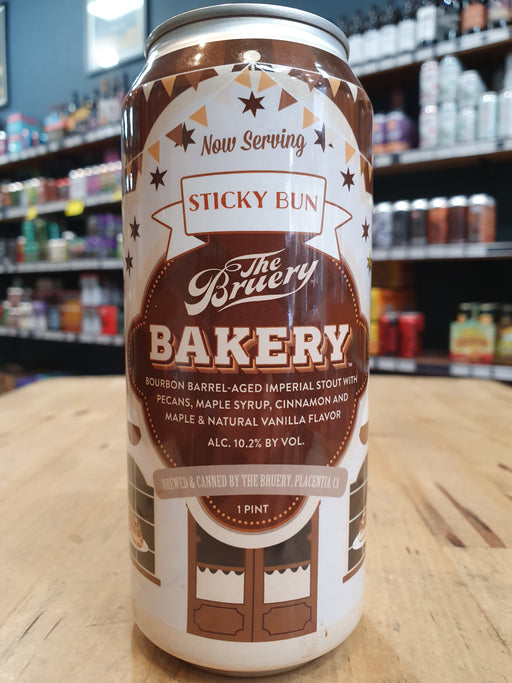 Now Serving
STICKY BUN
The
Bruery
BAKERY
BOURBON BARREL-AGED IMPERIAL STOUT WITH
PECANS, MAPLE SYRUP, CINNAMON AND
MAPLE & NATURAL VANILLA FLAVOR
ALC. 10.2% BY VOL.
BREWED & CANNED BY THE BRUERY, PLACENTIA, CA
1 PINT